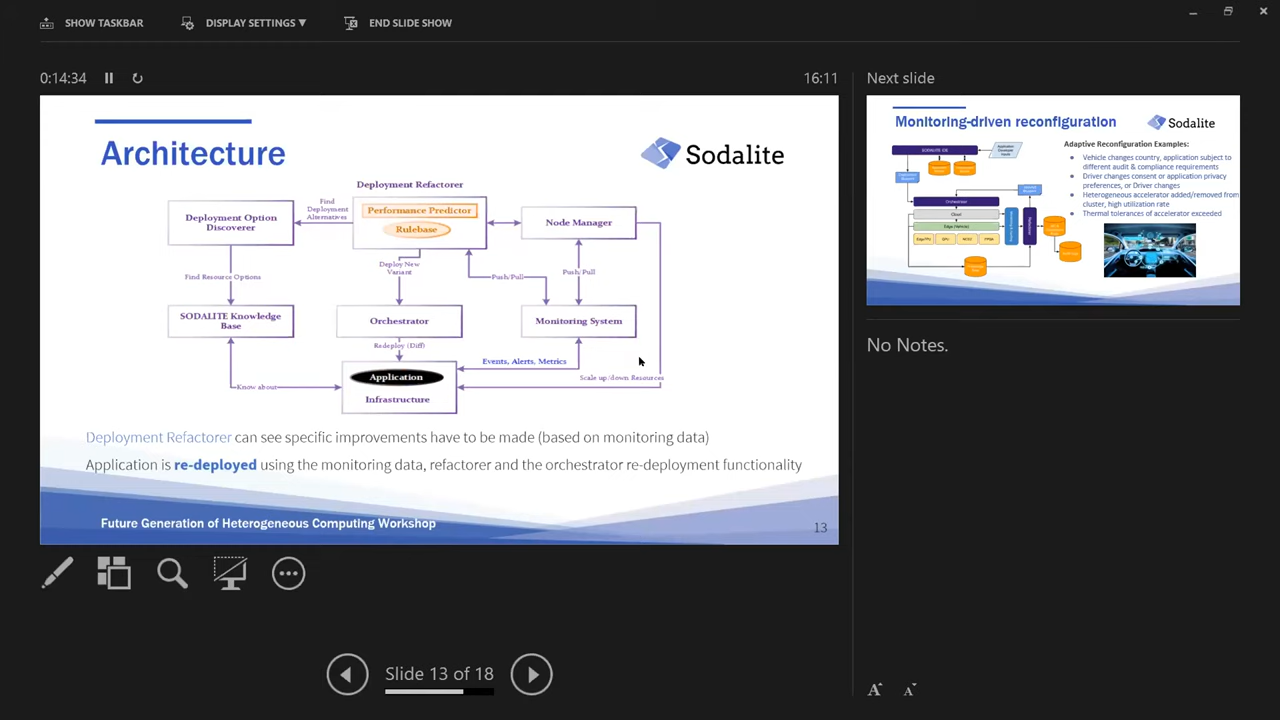 SHOW TASKBAR
DISPLAY SETTINGS ▼
END SLIDE SHOW
0:14:34
16:11
Next slide
Architecture
Sodalite
Deployment Refactorer
Performance Predictor
Rulebase
Find
Deployment
Alternatives
Deployment Option
Discoverer
Node Manager
Deploy New
Variant
Push/Pull
Push/Pull
Find Resource Options
SODALITE Knowledge
Base
Orchestrator
Monitoring System
Redeploy (Diff)
Events, Alerts, Metrics
Application
Infrastructure
Know about
Scale up/down Resources
Deployment Refactorer can see specific improvements have to be made (based on monitoring data)
Application is re-deployed using the monitoring data, refactorer and the orchestrator re-deployment functionality
Future Generation of Heterogeneous Computing Workshop
13
Monitoring-driven reconfiguration
Sodalite
Adaptive Reconfiguration Examples:
Vehicle changes country, application subject to
different audit & compliance requirements
Driver changes consent or application privacy
preferences, or Driver changes
Heterogeneous accelerator added/removed from
cluster, high utilization rate
Thermal tolerances of accelerator exceeded
SODALITE IDE
Orchestrator
Cloud
Edge (Vehicle)
No Notes.
Slide 13 of 18
A A